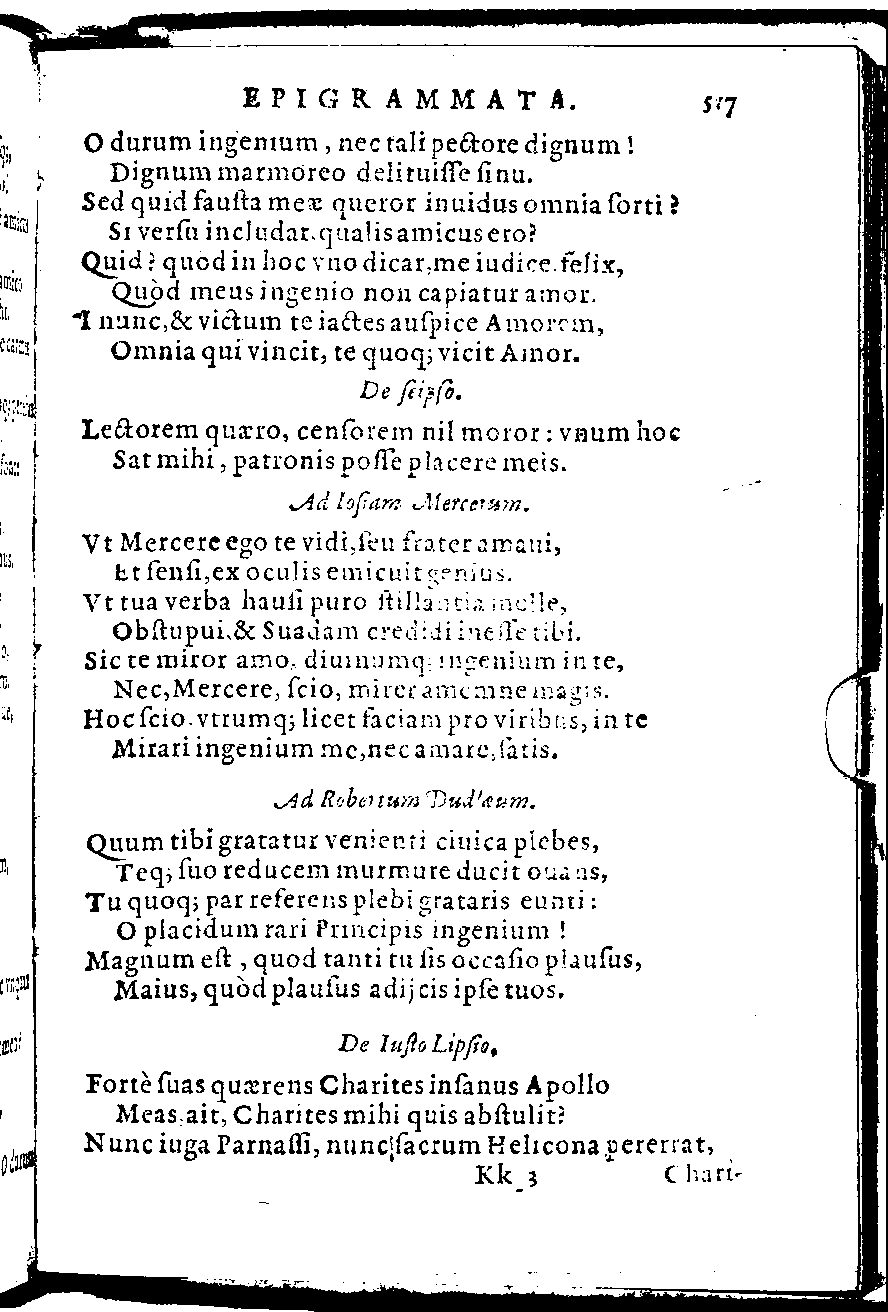 EPIGRAMMATA. 517
O durum ingenium, nec tali pectore dignum!
Dignum marmoreo delituiſſe ſinu.
Sed quid fauſta meæ queror inuidus omnia ſorti?
Si verſu includar, qualis amicus ero?
Quid? quod in hoc vno dicar, me iudice, felix,
Quòd meus ingenio non capiatur amor.
I nunc, & victum te iactes auſpice Amorem,
Omnia qui vincit, te quoq; vicit Amor.
De ſeipſo.
Lectorem quæro, cenſorem nil moror: vnum hoc
Sat mihi, patronis poſſe placere meis.
Ad Ioſiam Mercerum.
Vt Mercere ego te vidi, ſeu frater amaui,
Et ſenſi, ex oculis emicuit genius.
Vt tua verba hauſi puro ſtillantia melle,
Obſtupui, & Suadam credidi ineſſe tibi.
Sic te miror amo, diuinumq; ingenium in te,
Nec, Mercere, ſcio, mirer amemne magis.
Hoc ſcio, vtrumq; licet faciam pro viribus, in te
Mirari ingenium me, nec amare, ſatis.
Ad Robertum Dudlæum.
Quum tibi gratatur venienti ciuica plebes,
Teq; ſuo reducem murmure ducit ouans,
Tu quoq; par referens plebi grataris eunti:
O placidum rari Principis ingenium!
Magnum eſt, quod tanti tu ſis occaſio plauſus,
Maius, quòd plauſus adijcis ipſe tuos.
De Iuſto Lipſio.
Fortè ſuas quærens Charites inſanus Apollo
Meas, ait, Charites mihi quis abſtulit?
Nunc iuga Parnaſſi, nunc ſacrum Helicona pererrat,
Kk 3 Chari-